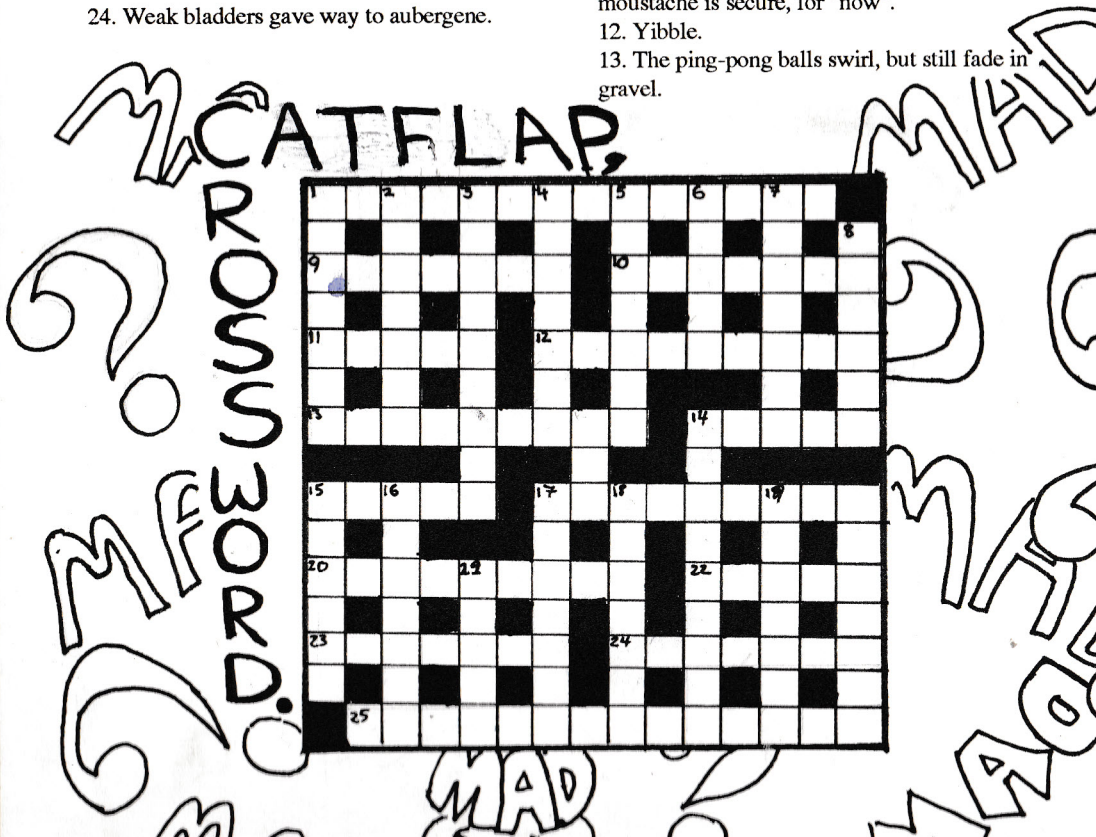 24. Weak bladders gave way to aubergene.
moustache is secure, for "now".
12. Yibble.
13. The ping-pong balls swirl, but still fade in
gravel.
MAD
CATFLAP,
CROSSWORD.
1 2 3 4 5 6 7
8
9 10
11 12
13 14
15 16 17 18 19
20 21 22
23 24
25
MAD